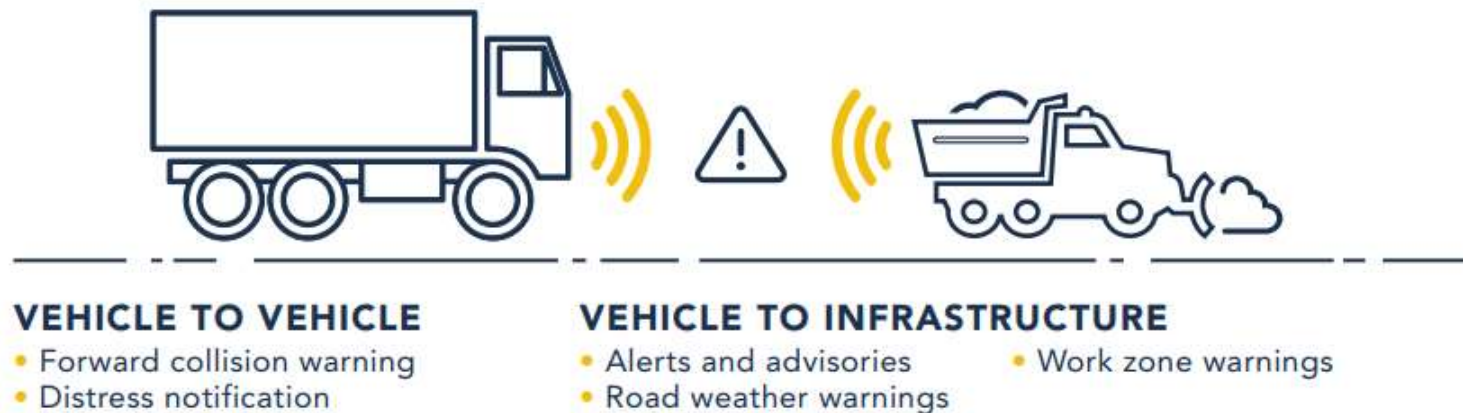 VEHICLE TO VEHICLE
• Forward collision warning
• Distress notification
VEHICLE TO INFRASTRUCTURE
• Alerts and advisories
• Road weather warnings
• Work zone warnings